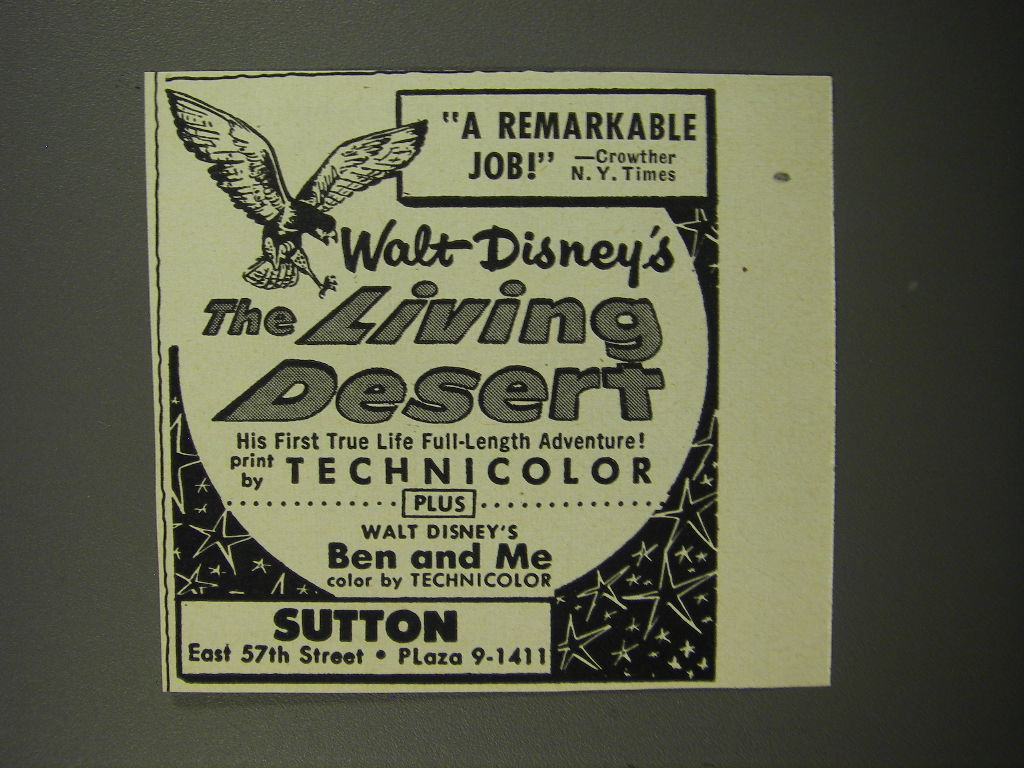 "A REMARKABLE
JOB!" —Crowther
N.Y. Times
Walt Disney's
The Living
Desert
His First True Life Full-Length Adventure!
print by TECHNICOLOR
PLUS
WALT DISNEY'S
Ben and Me
color by TECHNICOLOR
SUTTON
East 57th Street • PLaza 9-1411